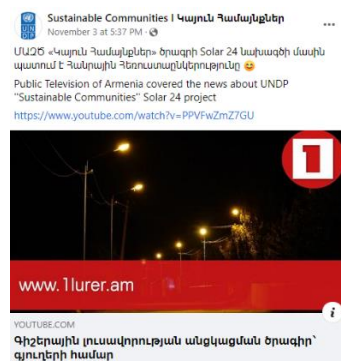 Sustainable Communities I Կայուն Համայնքներ
November 3 at 5:37 PM ·
ՄԱԶԾ «Կայուն Համայնքներ» ծրագրի Solar 24 նախագծի մասին
պատում է Հանրային Հեռուստաընկերությունը
Public Television of Armenia covered the news about UNDP
"Sustainable Communities" Solar 24 project
https://www.youtube.com/watch?v=PPVFwZmZ7GU
1
www.1lurer.am
i
YOUTUBE.COM
Գիշերային լուսավորության անցկացման ծրագիր՝
գյուղերի համար